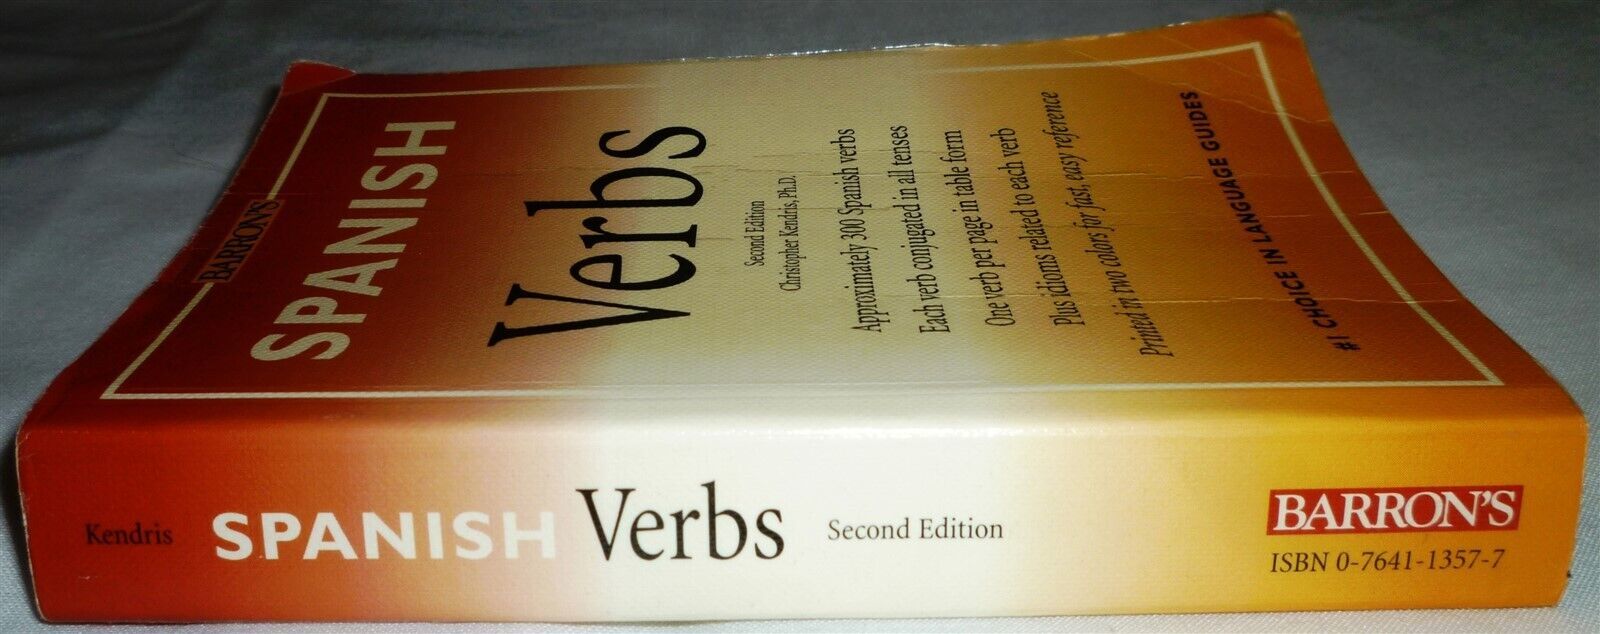 BARRON'S
SPANISH
Verbs
Second Edition
Christopher Kendris, Ph.D.
Approximately 300 Spanish verbs
Each verb conjugated in all tenses
One verb per page in table form
Plus idioms related to each verb
Printed in two colors for fast, easy reference
#1 CHOICE IN LANGUAGE GUIDES
Kendris SPANISH Verbs Second Edition
BARRON'S
ISBN 0-7641-1357-7